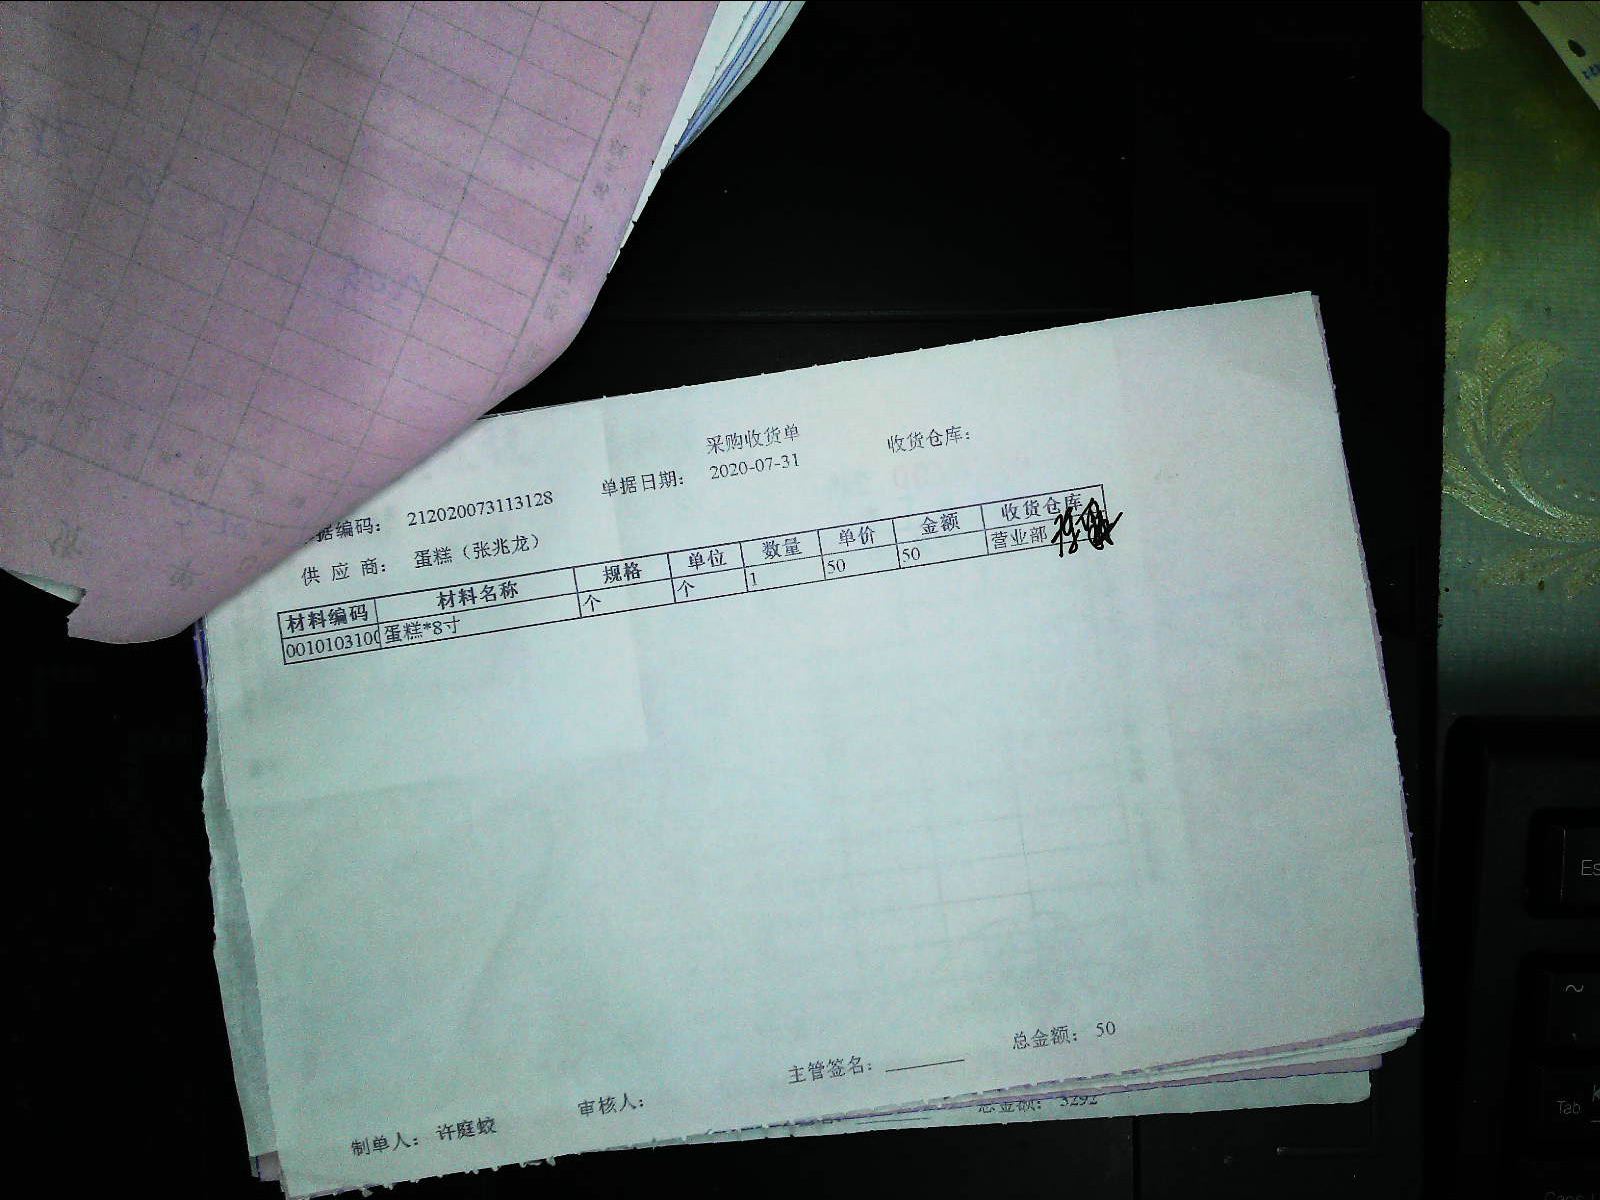 采购收货单
收货仓库：
据编码： 212020073113128 单据日期： 2020-07-31
供 应 商： 蛋糕（张兆龙）
材料编码 材料名称 规格 单位 数量 单价 金额 收货仓库
0010103100 蛋糕*8寸 个 个 1 50 50 营业部
总金额： 50
主管签名：
审核人：
制单人： 许庭蛟
总金额： 3292
Es
~
Tab